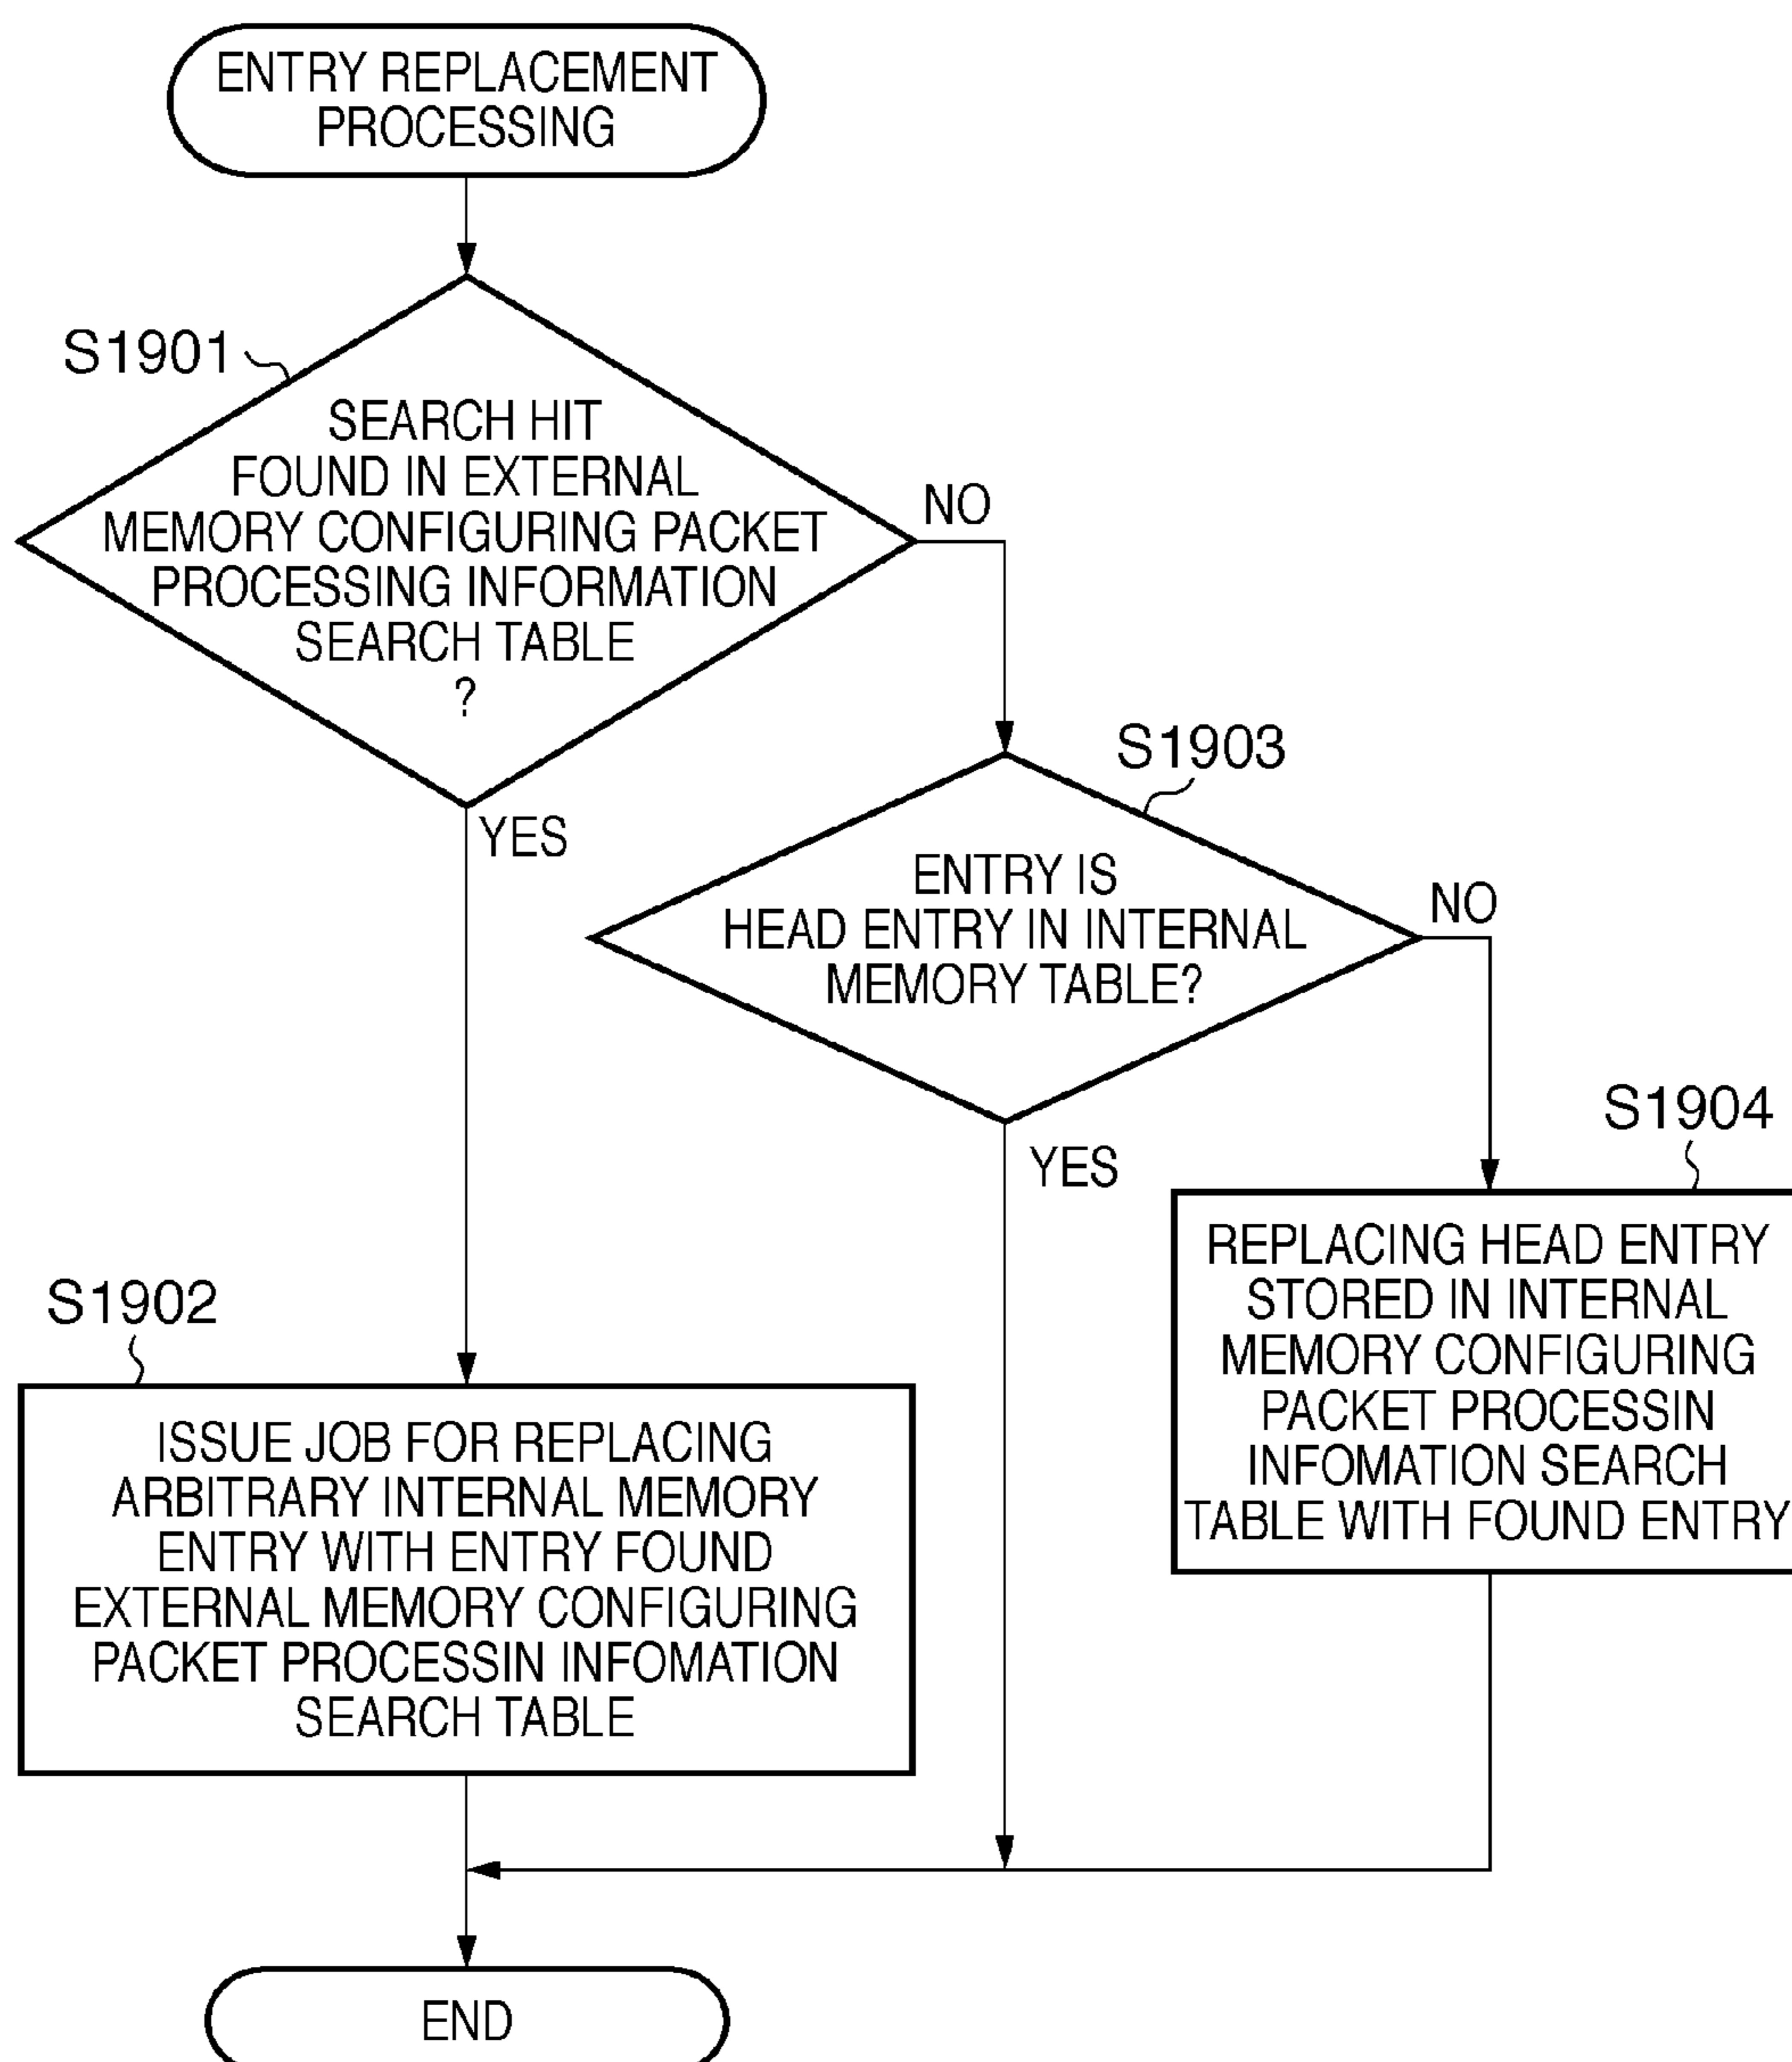 ENTRY REPLACEMENT
PROCESSING
S1901
SEARCH HIT
FOUND IN EXTERNAL
MEMORY CONFIGURING PACKET
PROCESSING INFORMATION
SEARCH TABLE
?
NO
YES
S1903
ENTRY IS
HEAD ENTRY IN INTERNAL
MEMORY TABLE?
NO
YES
S1904
REPLACING HEAD ENTRY
STORED IN INTERNAL
MEMORY CONFIGURING
PACKET PROCESSIN
INFOMATION SEARCH
TABLE WITH FOUND ENTRY
S1902
ISSUE JOB FOR REPLACING
ARBITRARY INTERNAL MEMORY
ENTRY WITH ENTRY FOUND
EXTERNAL MEMORY CONFIGURING
PACKET PROCESSIN INFOMATION
SEARCH TABLE
END